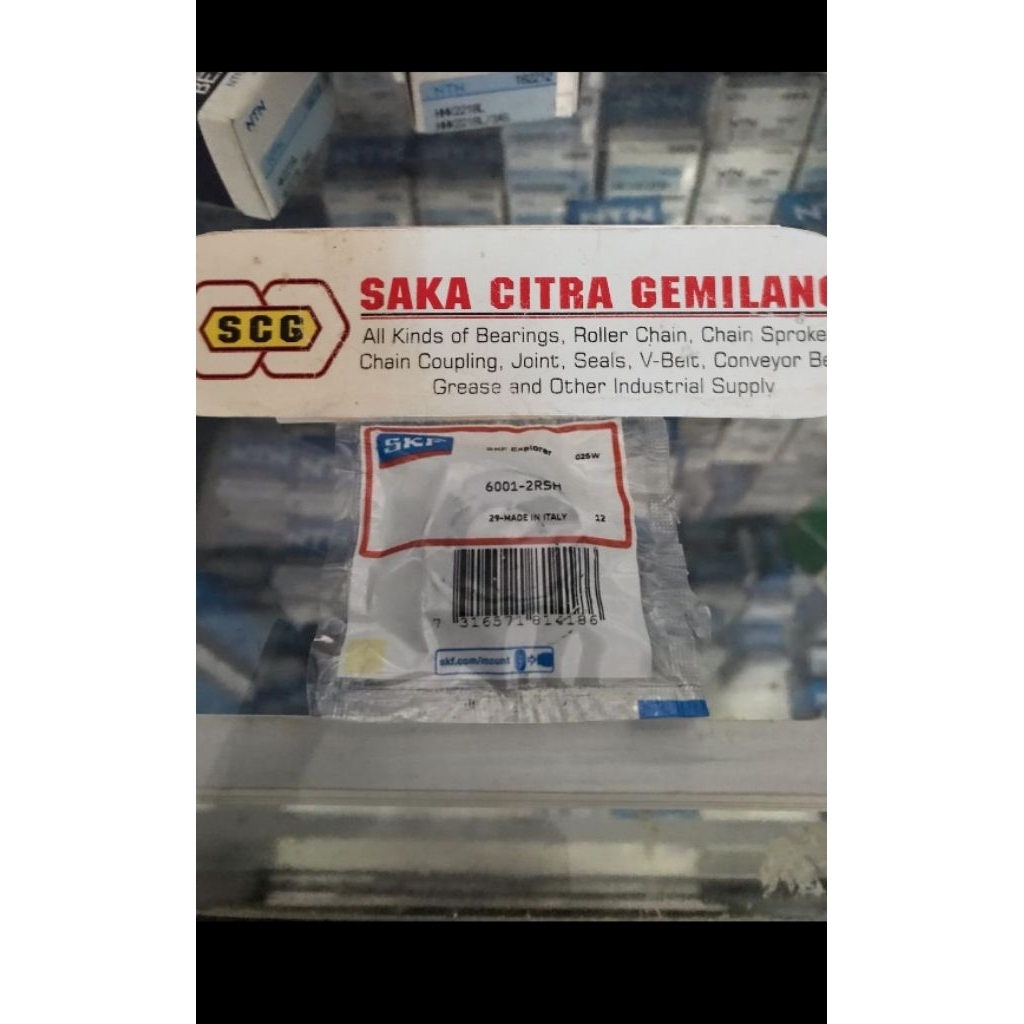 NTN
NTN
NTN
NTN
SCG
SAKA CITRA GEMILANG
All Kinds of Bearings, Roller Chain, Chain Sproke
Chain Coupling, Joint, Seals, V-Belt, Conveyor Be
Grease and Other Industrial Supply
SKF
SKF Explorer
025W
6001-2RSH
29-MADE IN ITALY 12
7 316571 814186
skf.com/mount